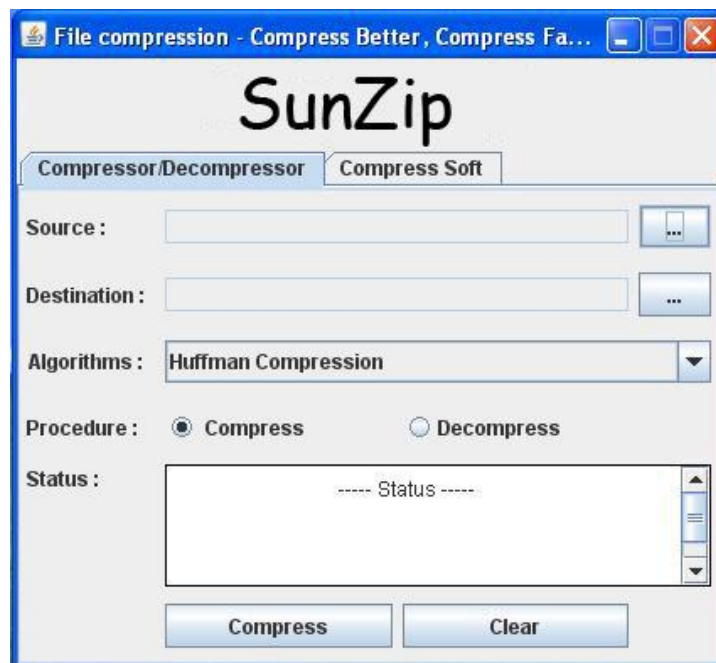 File compression - Compress Better, Compress Fa...
SunZip
Compressor/Decompressor Compress Soft
Source : ...
Destination : ...
Algorithms : Huffman Compression
Procedure : Compress Decompress
Status : ----- Status -----
Compress Clear